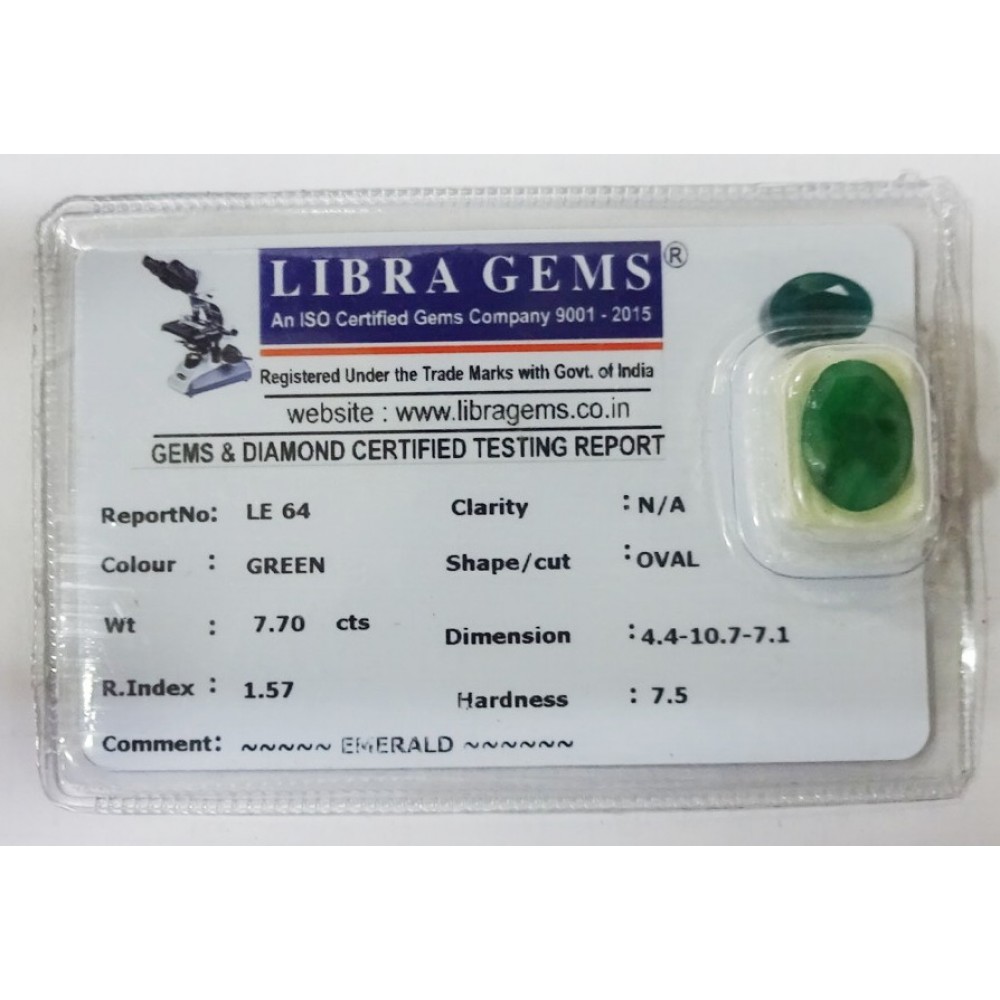 LIBRA GEMS ®
An ISO Certified Gems Company 9001 - 2015
Registered Under the Trade Marks with Govt. of India
website : www.libragems.co.in
GEMS & DIAMOND CERTIFIED TESTING REPORT
ReportNo: LE 64 Clarity : N/A
Colour : GREEN Shape/cut : OVAL
Wt : 7.70 cts Dimension : 4.4-10.7-7.1
R.Index : 1.57 Hardness : 7.5
Comment: ~~~~~ EMERALD ~~~~~~